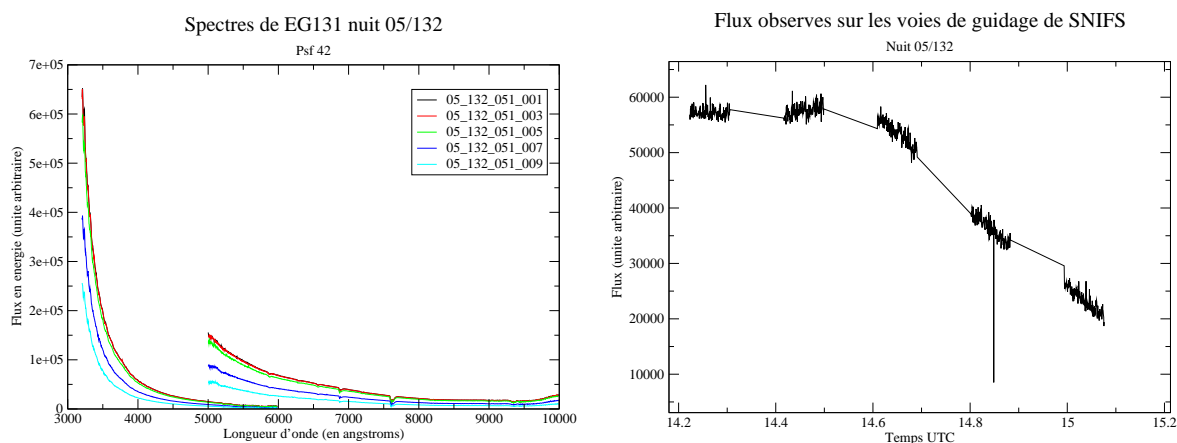 Spectres de EG131 nuit 05/132
Psf 42
7e+05
6e+05
5e+05
4e+05
3e+05
2e+05
1e+05
0
3000 4000 5000 6000 7000 8000 9000 10000
Longueur d'onde (en angstroms)
Flux en energie (unite arbitraire)
05_132_051_001
05_132_051_003
05_132_051_005
05_132_051_007
05_132_051_009
Flux observes sur les voies de guidage de SNIFS
Nuit 05/132
60000
50000
40000
30000
20000
10000
14.2 14.4 14.6 14.8 15 15.2
Temps UTC
Flux (unite arbitraire)